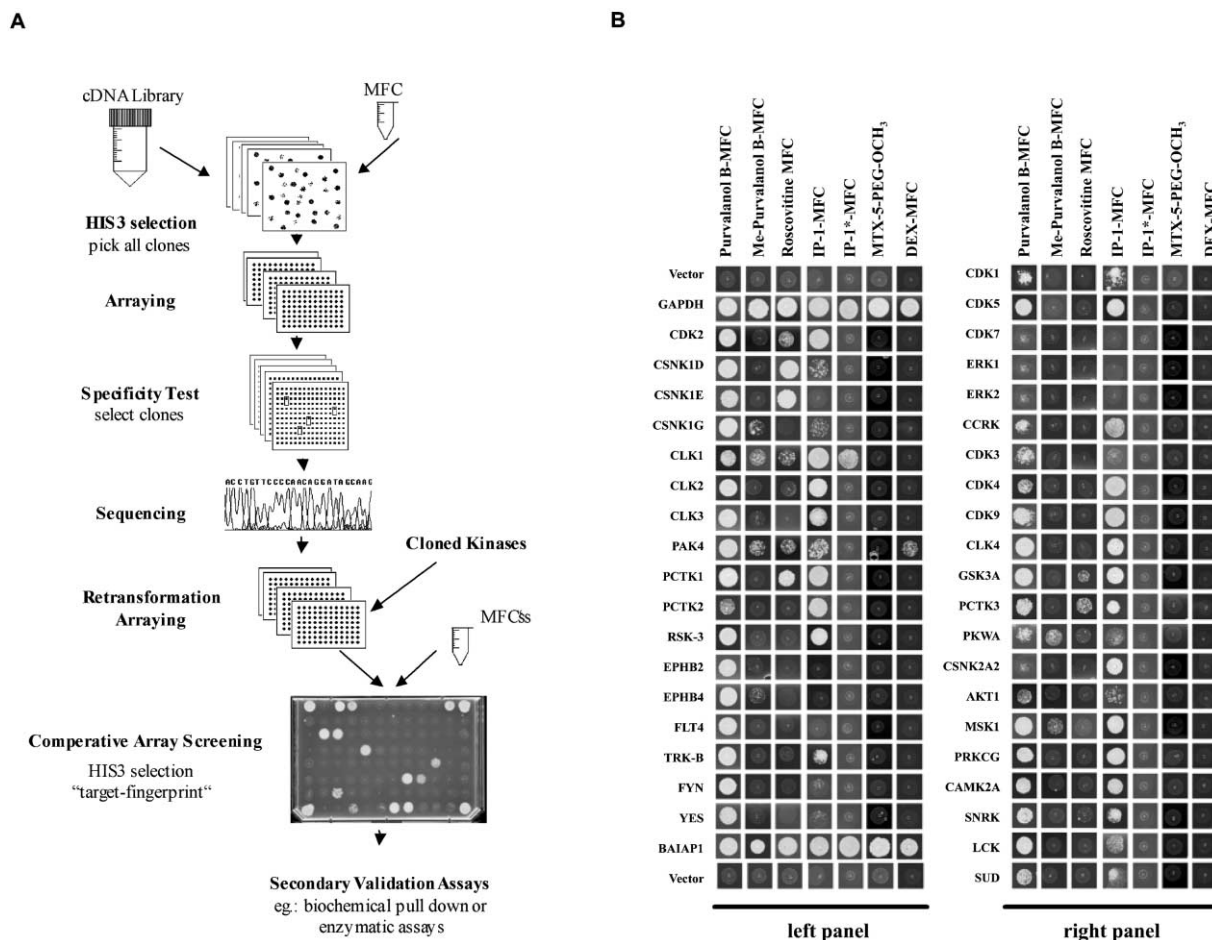 A
cDNA Library
MFC
HIS3 selection
pick all clones
Arraying
Specificity Test
select clones
Sequencing
Cloned Kinases
Retransformation
Arraying
MFCss
Comperative Array Screening
HIS3 selection
“target-fingerprint“
Secondary Validation Assays
eg.: biochemical pull down or
enzymatic assays
B
Purvalanol B-MFC
Me-Purvalanol B-MFC
Roscovitine MFC
IP-1-MFC
IP-1*-MFC
MTX-5-PEG-OCH3
DEX-MFC
Vector
GAPDH
CDK2
CSNK1D
CSNK1E
CSNK1G
CLK1
CLK2
CLK3
PAK4
PCTK1
PCTK2
RSK-3
EPHB2
EPHB4
FLT4
TRK-B
FYN
YES
BAIAP1
Vector
left panel
Purvalanol B-MFC
Me-Purvalanol B-MFC
Roscovitine MFC
IP-1-MFC
IP-1*-MFC
MTX-5-PEG-OCH3
DEX-MFC
CDK1
CDK5
CDK7
ERK1
ERK2
CCRK
CDK3
CDK4
CDK9
CLK4
GSK3A
PCTK3
PKWA
CSNK2A2
AKT1
MSK1
PRKCG
CAMK2A
SNRK
LCK
SUD
right panel